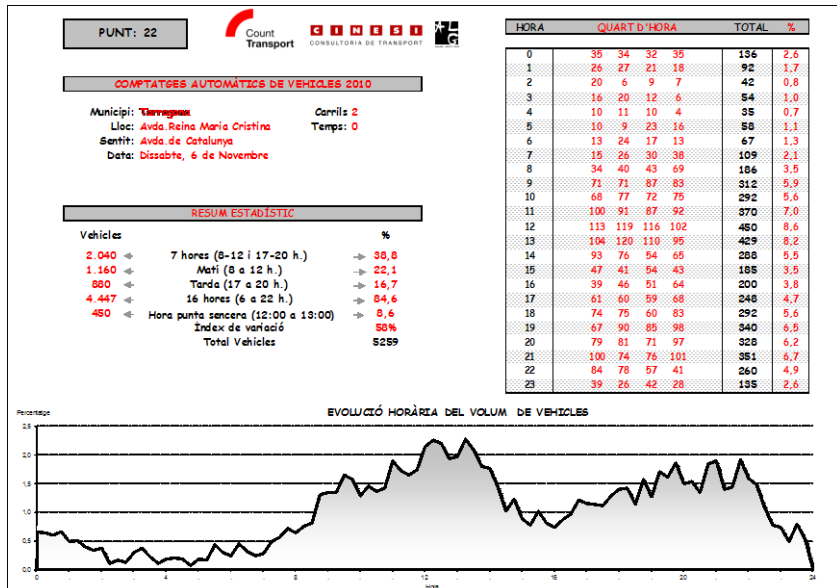 PUNT: 22
Count
Transport
CINESI
CONSULTORIA DE TRANSPORT
COMPTATGES AUTOMÀTICS DE VEHICLES 2010
Municipi:
Carrils 2
Lloc: Avda.Reina Maria Cristina
Temps: 0
Sentit: Avda.de Catalunya
Data: Dissabte, 6 de Novembre
RESUM ESTADÍSTIC
Vehicles %
2.040 7 hores (8-12 i 17-20 h.) 38,8
1.160 Matí (8 a 12 h.) 22,1
880 Tarda (17 a 20 h.) 16,7
4.447 16 hores (6 a 22 h.) 84,6
450 Hora punta sencera (12:00 a 13:00) 8,6
Índex de variació 58%
Total Vehicles 5259
HORA QUART D'HORA TOTAL %
0 35 34 32 35 136 2,6
1 26 27 21 18 92 1,7
2 20 6 9 7 42 0,8
3 16 20 12 6 54 1,0
4 10 11 10 4 35 0,7
5 10 9 23 16 58 1,1
6 13 24 17 13 67 1,3
7 15 26 30 38 109 2,1
8 34 40 43 69 186 3,5
9 71 71 87 83 312 5,9
10 68 77 72 75 292 5,6
11 100 91 87 92 370 7,0
12 113 119 116 102 450 8,6
13 104 120 110 95 429 8,2
14 93 76 54 65 288 5,5
15 47 41 54 43 185 3,5
16 39 46 51 64 200 3,8
17 61 60 59 68 248 4,7
18 74 75 60 83 292 5,6
19 67 90 85 98 340 6,5
20 79 81 71 97 328 6,2
21 100 74 76 101 351 6,7
22 84 78 57 41 260 4,9
23 39 26 42 28 135 2,6
EVOLUCIÓ HORÀRIA DEL VOLUM DE VEHICLES
Percentatge
2,5
2,0
1,5
1,0
0,5
0,0
0 4 8 12 16 20 24
Hora